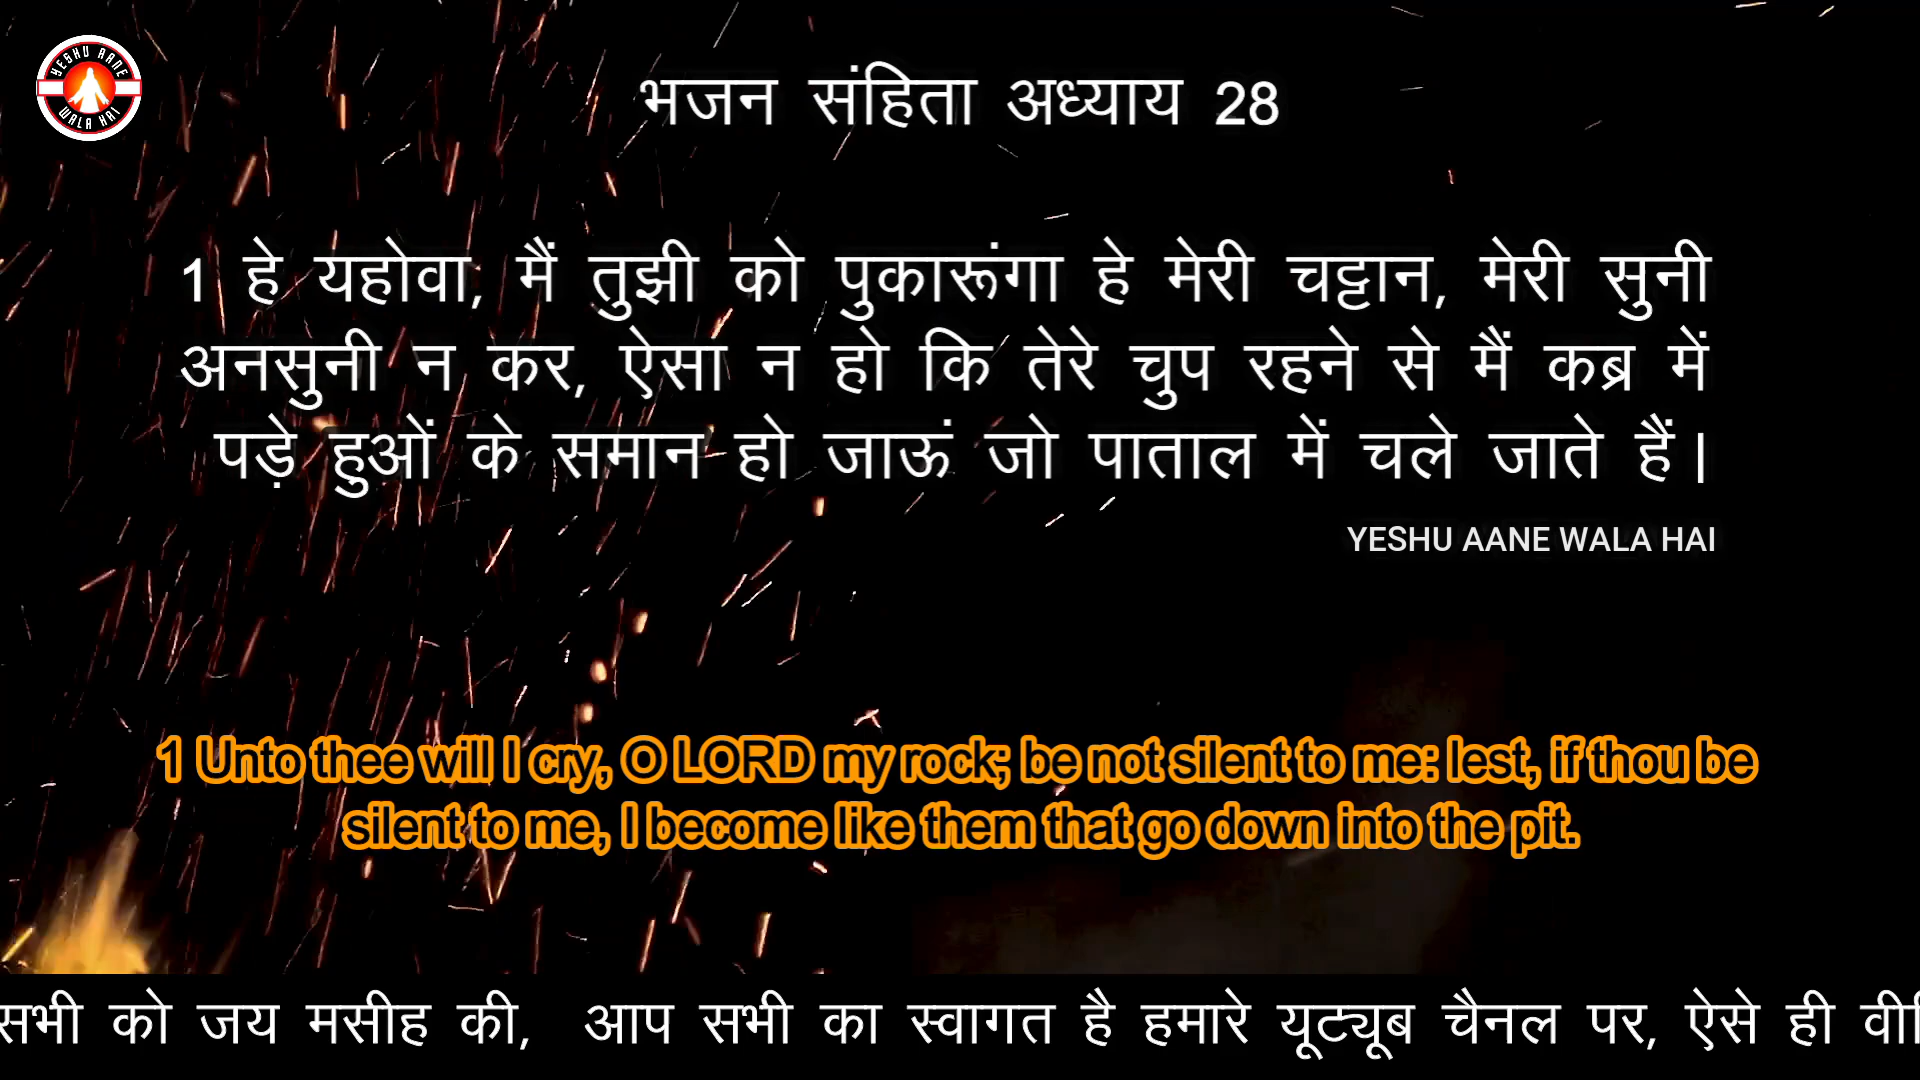 YESHU AANE
WALA HAI
भजन संहिता अध्याय 28
1 हे यहोवा, मैं तुझी को पुकारूंगा हे मेरी चट्टान, मेरी सुनी
अनसुनी न कर, ऐसा न हो कि तेरे चुप रहने से मैं कब्र में
पड़े हुओं के समान हो जाऊं जो पाताल में चले जाते हैं।
YESHU AANE WALA HAI
1 Unto thee will I cry, O LORD my rock; be not silent to me: lest, if thou be
silent to me, I become like them that go down into the pit.
सभी को जय मसीह की, आप सभी का स्वागत है हमारे यूट्यूब चैनल पर, ऐसे ही